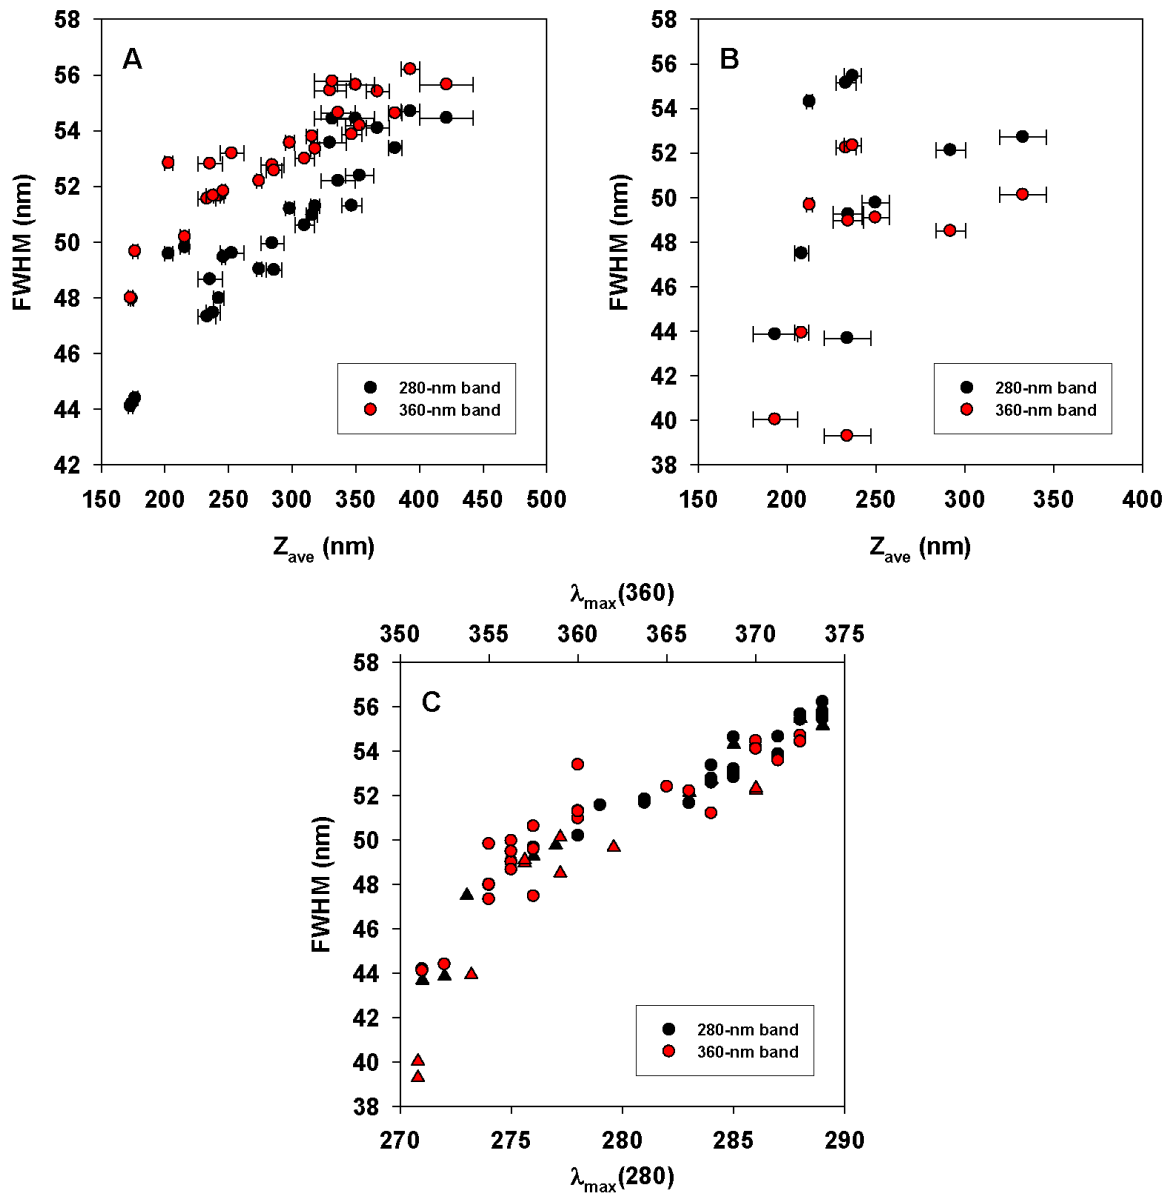 A
FWHM (nm)
58
56
54
52
50
48
46
44
42
280-nm band
360-nm band
150 200 250 300 350 400 450 500
Zave (nm)
B
FWHM (nm)
58
56
54
52
50
48
46
44
42
40
38
280-nm band
360-nm band
150 200 250 300 350 400
Zave (nm)
λmax(360)
350 355 360 365 370 375
C
FWHM (nm)
58
56
54
52
50
48
46
44
42
40
38
280-nm band
360-nm band
270 275 280 285 290
λmax(280)